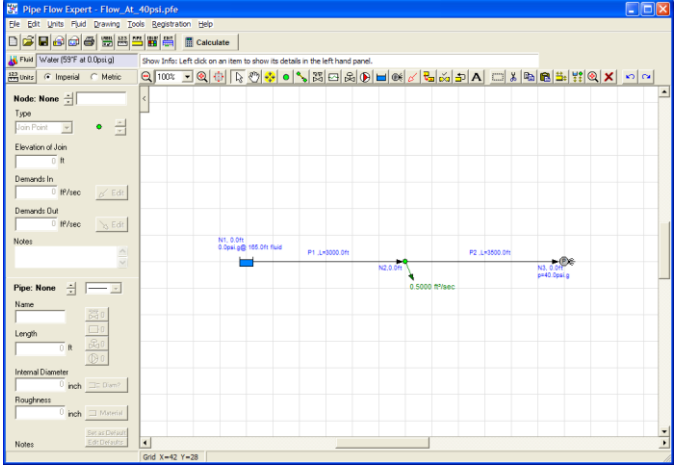 Pipe Flow Expert - Flow_At_40psi.pfe
File Edit Units Fluid Drawing Tools Registration Help
Calculate
Fluid Water (59°F at 0.0psi.g) Show Info: Left click on an item to show its details in the left hand panel.
Units Imperial Metric 100%
Node: None
Type
Join Point
Elevation of Join
0 ft
Demands In
0 ft³/sec Edit
Demands Out
0 ft³/sec Edit
Notes
N1, 0.0ft
0.0psi.g@ 165.0ft fluid
P1 ,L=3000.0ft
N2,0.0ft
0.5000 ft³/sec
P2 ,L=3500.0ft
N3, 0.0ft
p=40.0psi.g
Pipe: None
Name
0
Length
0
0 ft
0
0
Internal Diameter
0 inch Diam?
Roughness
0 inch Material
Set as Default
Notes Edit Defaults
Grid X=42 Y=28